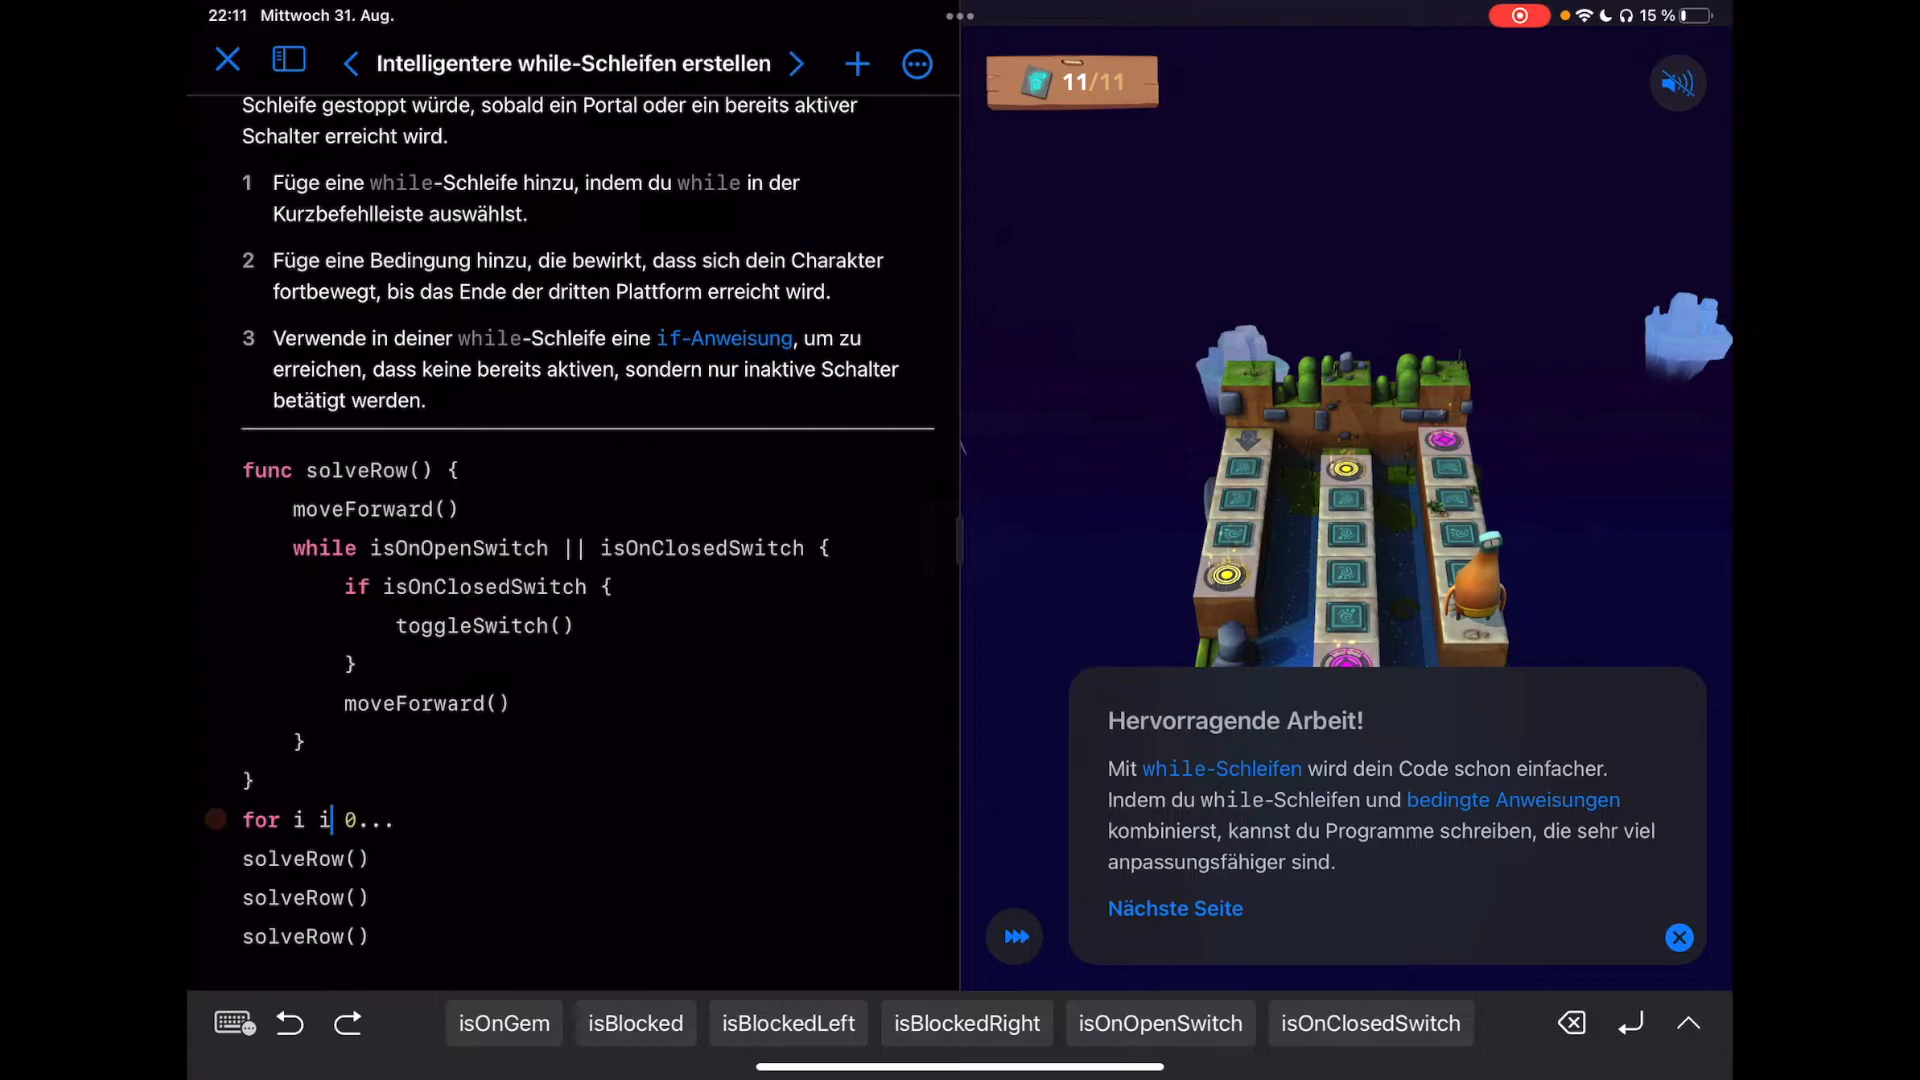 22:11 Mittwoch 31. Aug.
15 %
Intelligentere while-Schleifen erstellen
Schleife gestoppt würde, sobald ein Portal oder ein bereits aktiver
Schalter erreicht wird.
1 Füge eine while-Schleife hinzu, indem du while in der
Kurzbefehlleiste auswählst.
2 Füge eine Bedingung hinzu, die bewirkt, dass sich dein Charakter
fortbewegt, bis das Ende der dritten Plattform erreicht wird.
3 Verwende in deiner while-Schleife eine if-Anweisung, um zu
erreichen, dass keine bereits aktiven, sondern nur inaktive Schalter
betätigt werden.
func solveRow() {
moveForward()
while isOnOpenSwitch || isOnClosedSwitch {
if isOnClosedSwitch {
toggleSwitch()
}
moveForward()
}
}
for i i 0...
solveRow()
solveRow()
solveRow()
11/11
Hervorragende Arbeit!
Mit while-Schleifen wird dein Code schon einfacher.
Indem du while-Schleifen und bedingte Anweisungen
kombinierst, kannst du Programme schreiben, die sehr viel
anpassungsfähiger sind.
Nächste Seite
isOnGem isBlocked isBlockedLeft isBlockedRight isOnOpenSwitch isOnClosedSwitch